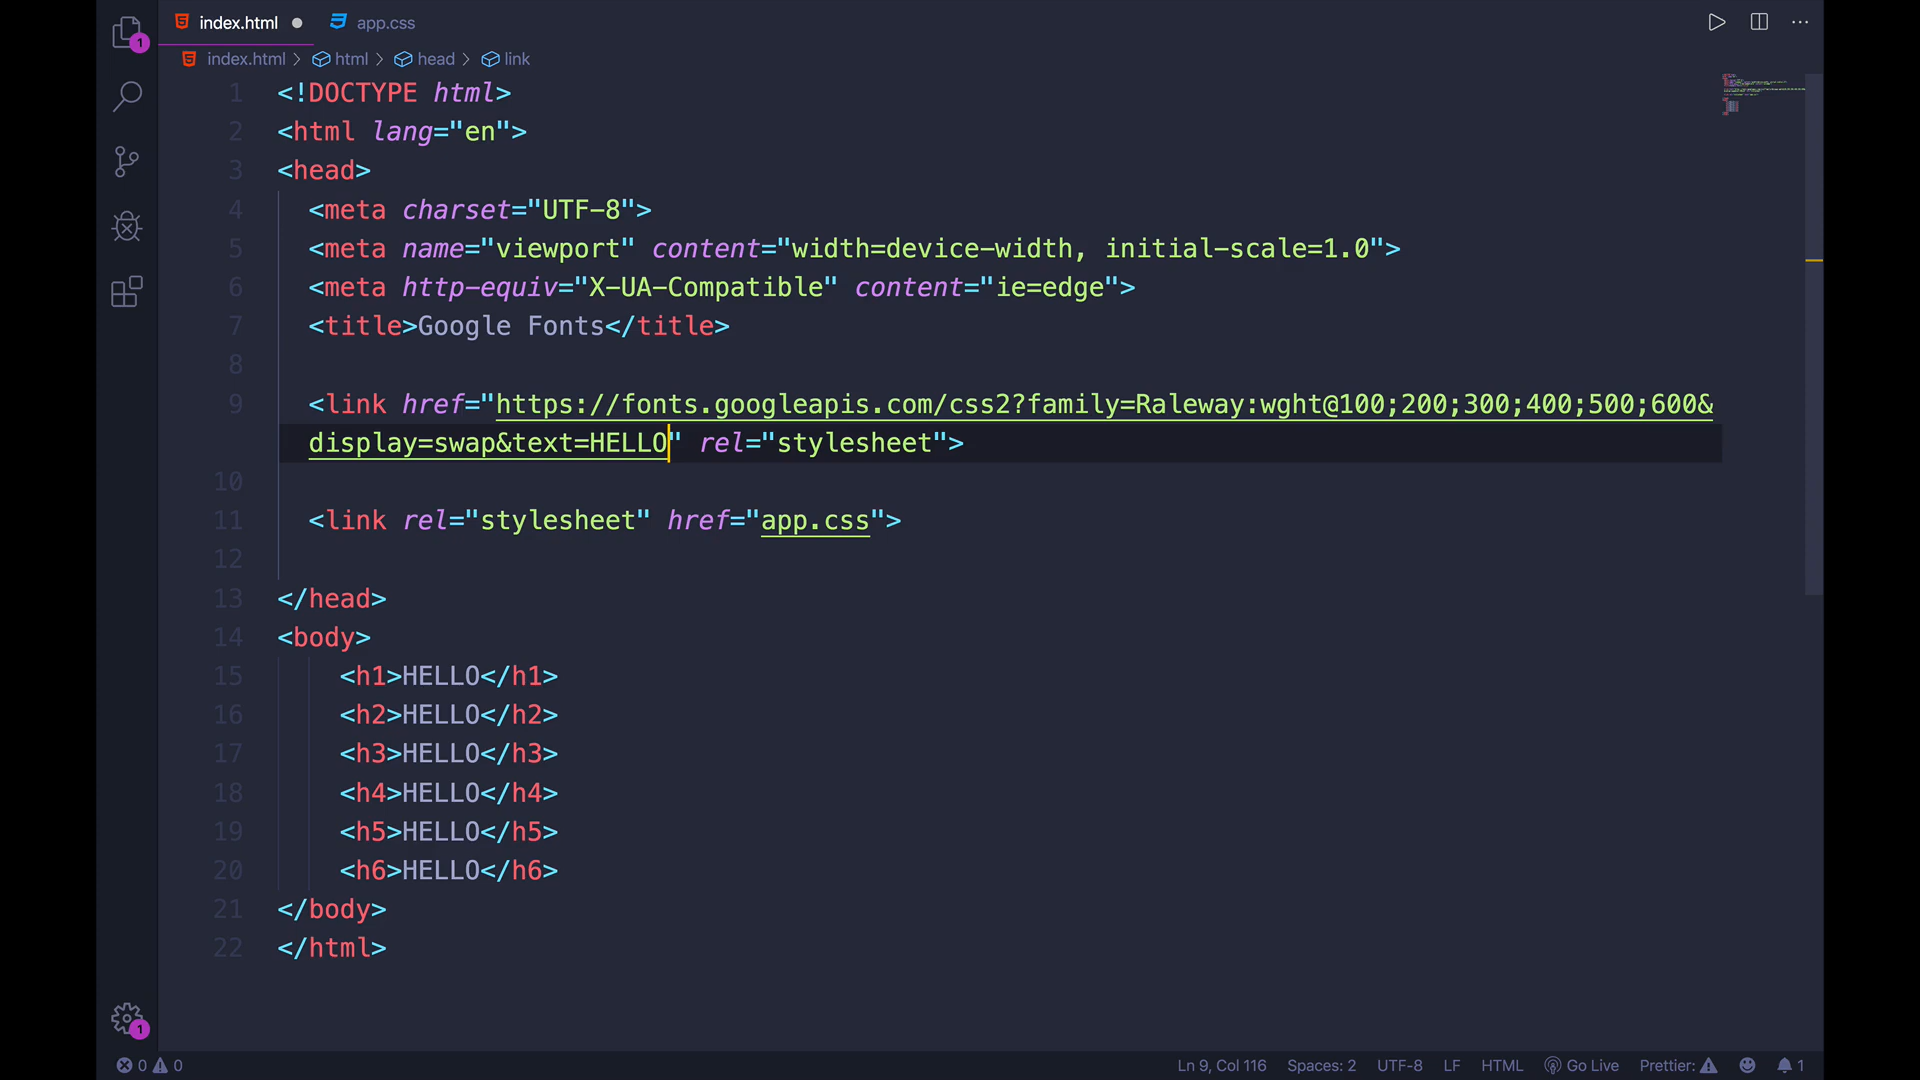 index.html app.css
1
index.html > html > head > link
1 <!DOCTYPE html>
2 <html lang="en">
3 <head>
4 <meta charset="UTF-8">
5 <meta name="viewport" content="width=device-width, initial-scale=1.0">
6 <meta http-equiv="X-UA-Compatible" content="ie=edge">
7 <title>Google Fonts</title>
8
9 <link href="https://fonts.googleapis.com/css2?family=Raleway:wght@100;200;300;400;500;600&
display=swap&text=HELLO" rel="stylesheet">
10
11 <link rel="stylesheet" href="app.css">
12
13 </head>
14 <body>
15 <h1>HELLO</h1>
16 <h2>HELLO</h2>
17 <h3>HELLO</h3>
18 <h4>HELLO</h4>
19 <h5>HELLO</h5>
20 <h6>HELLO</h6>
21 </body>
22 </html>
1
0 0 Ln 9, Col 116 Spaces: 2 UTF-8 LF HTML Go Live Prettier: 1